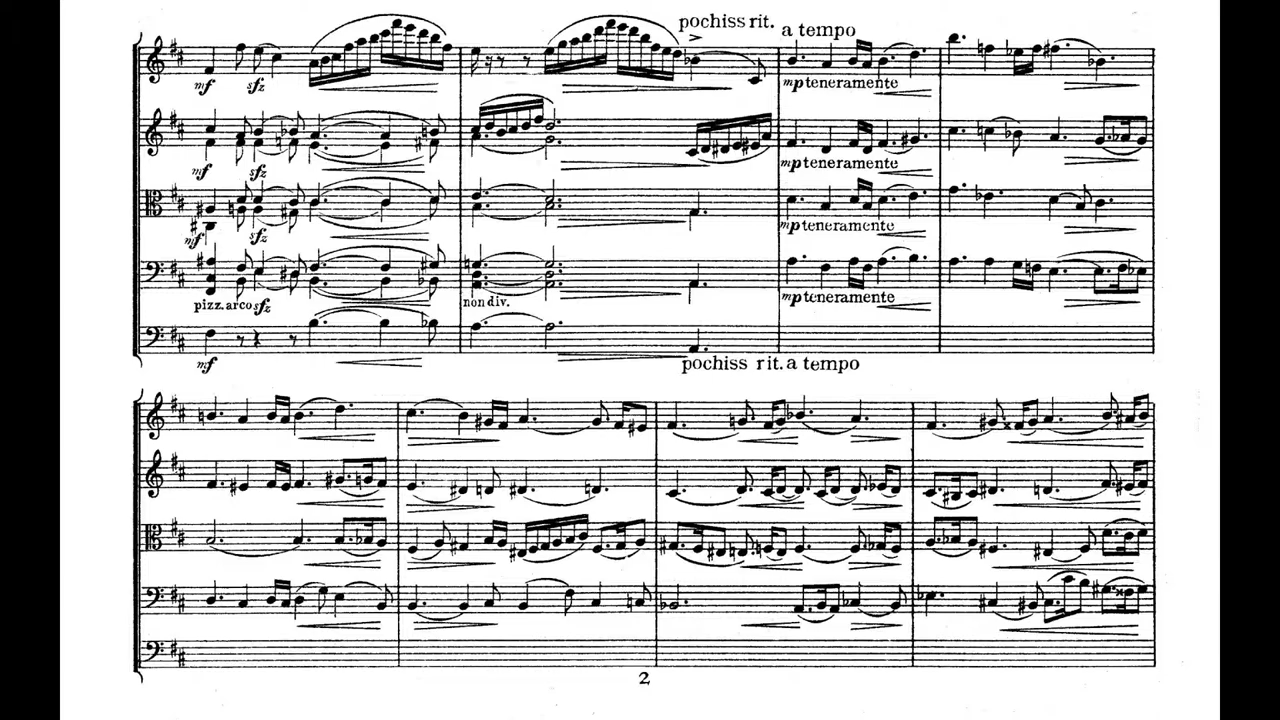 pochiss rit.
a tempo
mf
sfz
mp teneramente
mf
sfz
mp teneramente
mf
sfz
mp teneramente
pizz. arco sfz
non div.
mp teneramente
mf
pochiss rit. a tempo
2